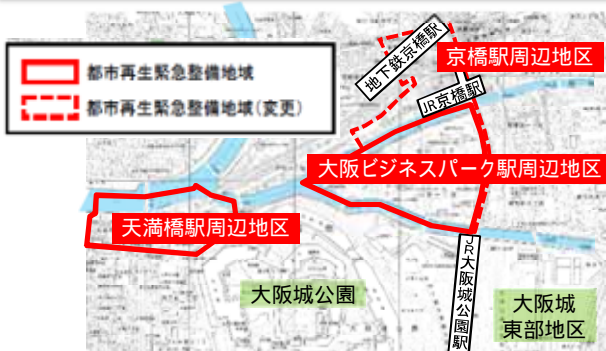 都市再生緊急整備地域
都市再生緊急整備地域(変更)
地下鉄京橋駅
京橋駅周辺地区
JR京橋駅
大阪ビジネスパーク駅周辺地区
天満橋駅周辺地区
JR大阪城公園駅
大阪城公園
大阪城
東部地区